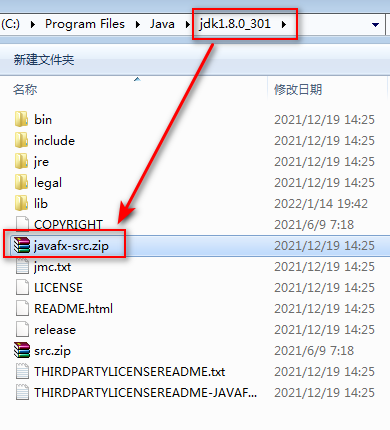 (C:) ▸ Program Files ▸ Java ▸ jdk1.8.0_301 ▸
新建文件夹
名称 修改日期
bin 2021/12/19 14:25
include 2021/12/19 14:25
jre 2021/12/19 14:25
legal 2021/12/19 14:25
lib 2022/1/14 19:42
COPYRIGHT 2021/6/9 7:18
javafx-src.zip 2021/12/19 14:25
jmc.txt 2021/12/19 14:25
LICENSE 2021/12/19 14:25
README.html 2021/12/19 14:25
release 2021/12/19 14:25
src.zip 2021/6/9 7:18
THIRDPARTYLICENSEREADME.txt 2021/12/19 14:25
THIRDPARTYLICENSEREADME-JAVAF... 2021/12/19 14:25